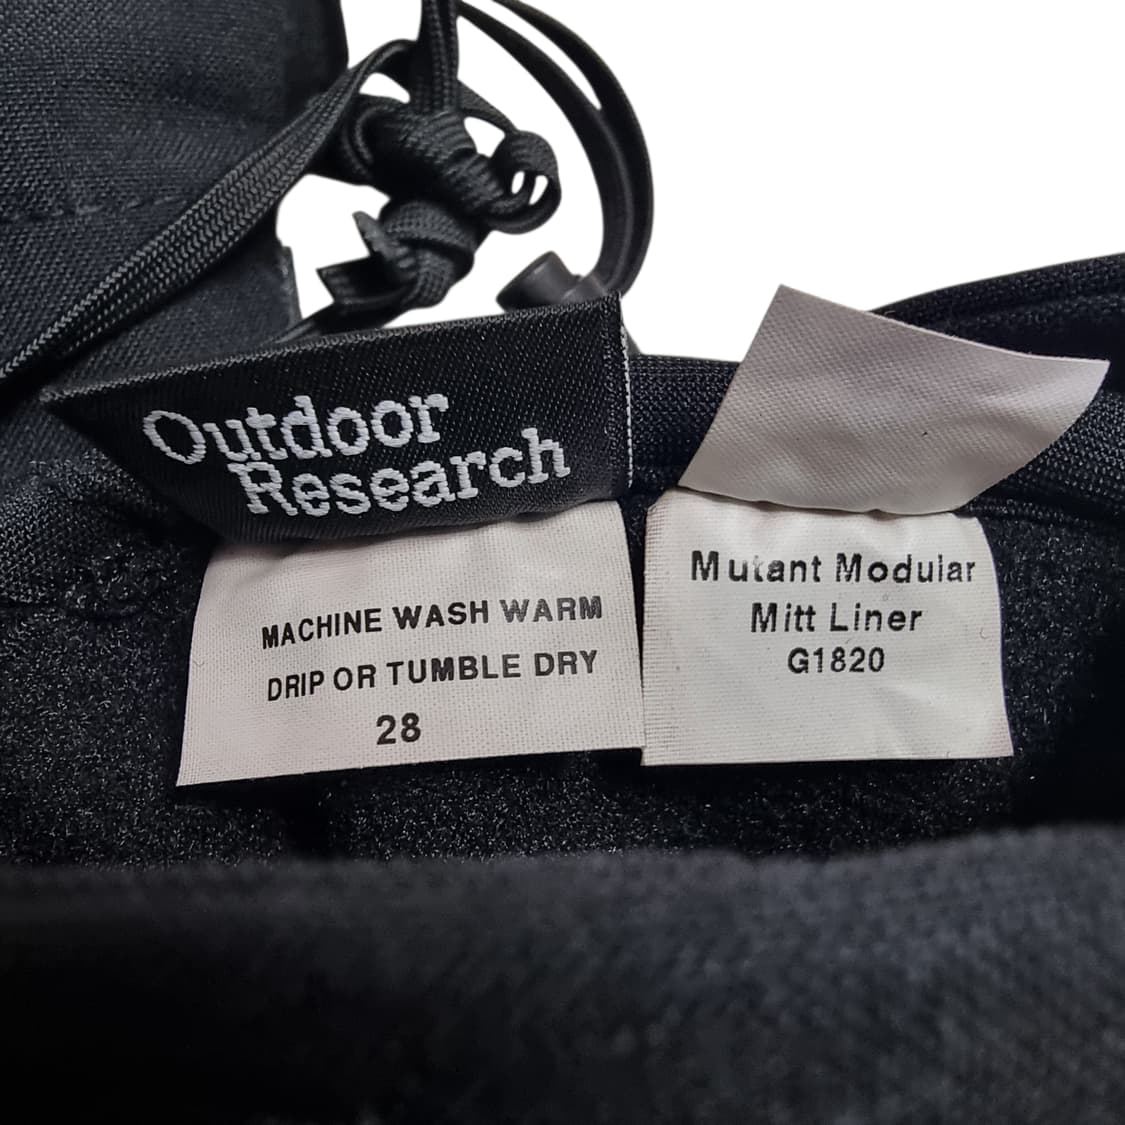 Outdoor
Research
MACHINE WASH WARM
DRIP OR TUMBLE DRY
28
Mutant Modular
Mitt Liner
G1820